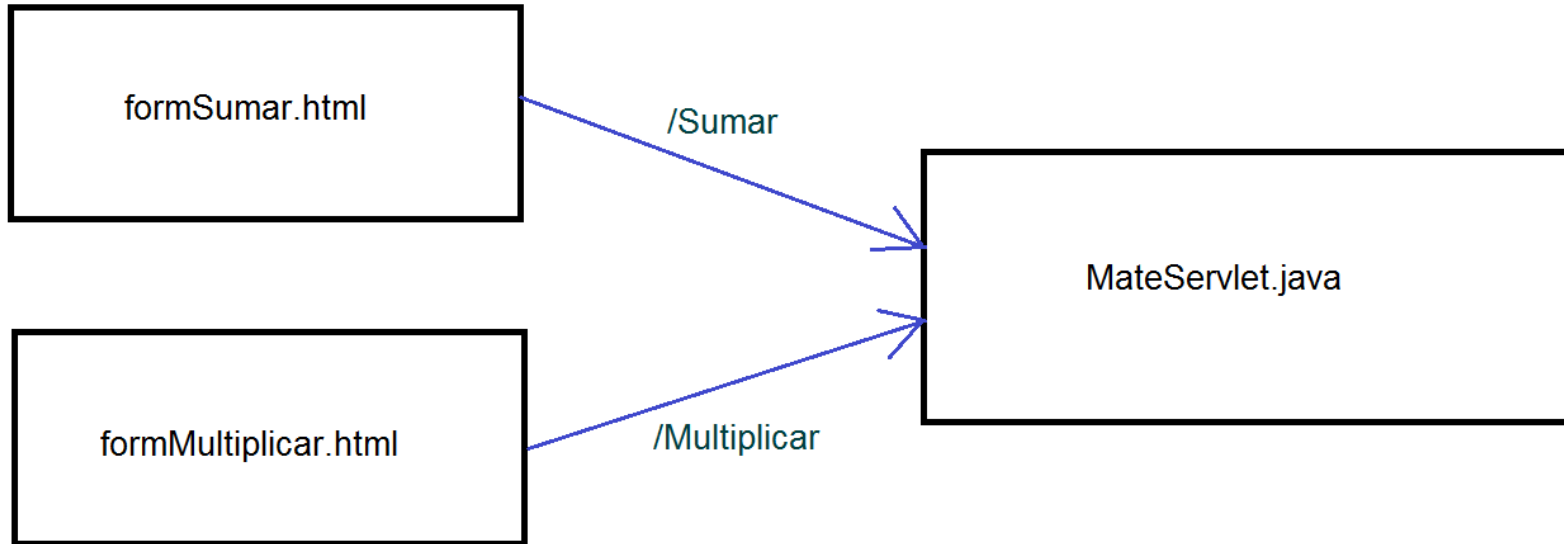 formSumar.html
/Sumar
MateServlet.java
formMultiplicar.html
/Multiplicar